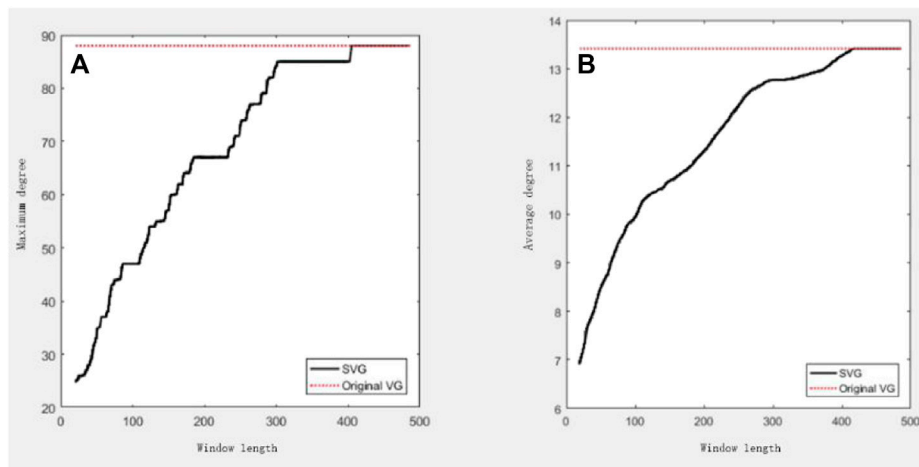 A
Maximum degree
90
80
70
60
50
40
30
20
0
100
200
300
400
500
Window length
SVG
Original VG
B
Average degree
14
13
12
11
10
9
8
7
6
0
100
200
300
400
500
Window length
SVG
Original VG